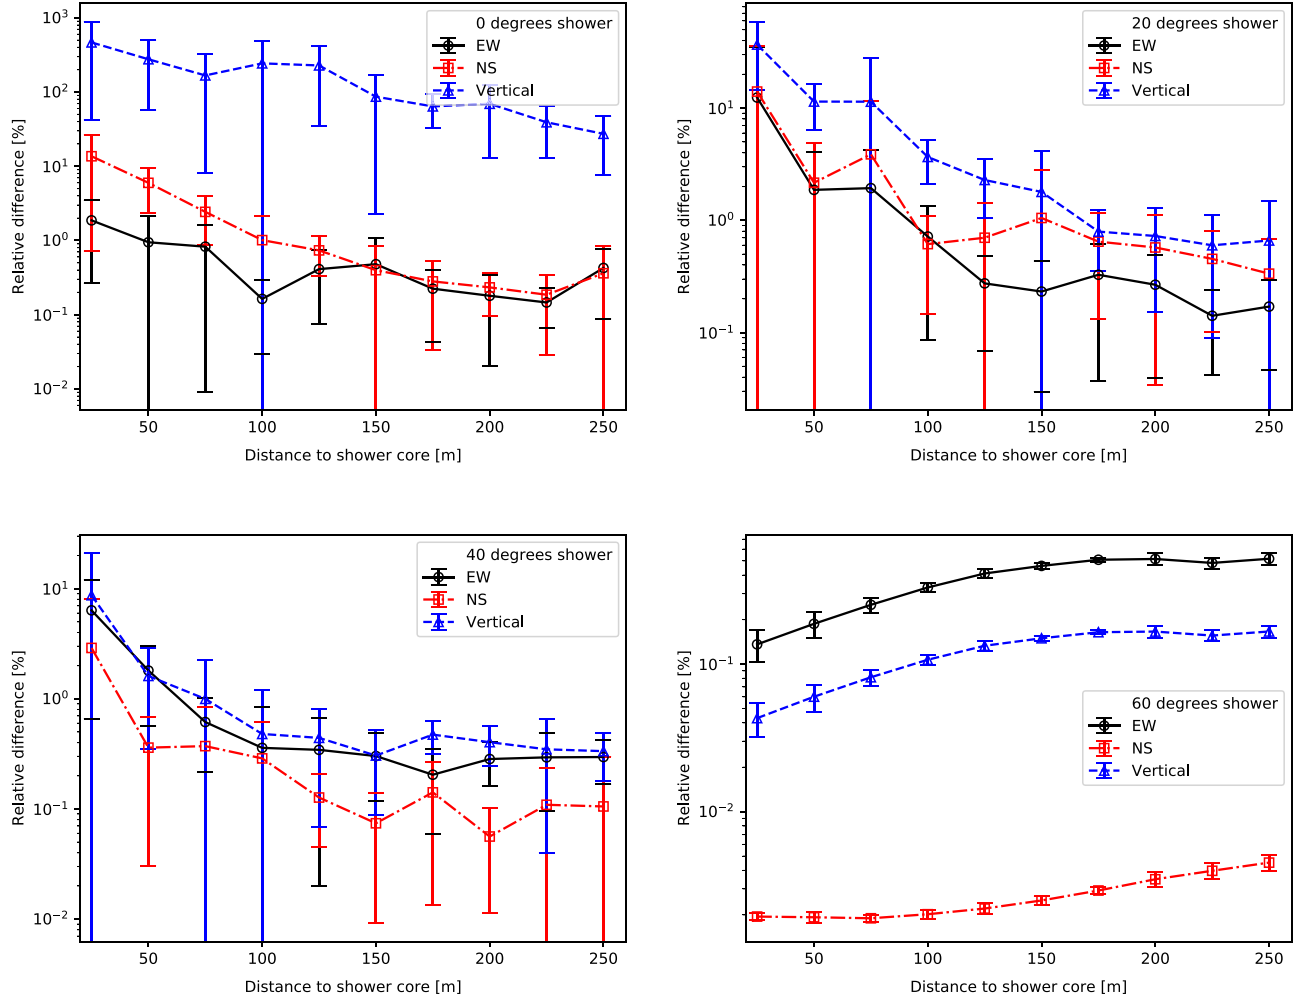 0 degrees shower
EW
NS
Vertical
10³
10²
10¹
10⁰
10⁻¹
10⁻²
Relative difference [%]
50 100 150 200 250
Distance to shower core [m]
20 degrees shower
EW
NS
Vertical
10¹
10⁰
10⁻¹
Relative difference [%]
50 100 150 200 250
Distance to shower core [m]
40 degrees shower
EW
NS
Vertical
10¹
10⁰
10⁻¹
10⁻²
Relative difference [%]
50 100 150 200 250
Distance to shower core [m]
60 degrees shower
EW
NS
Vertical
10⁻¹
10⁻²
Relative difference [%]
50 100 150 200 250
Distance to shower core [m]